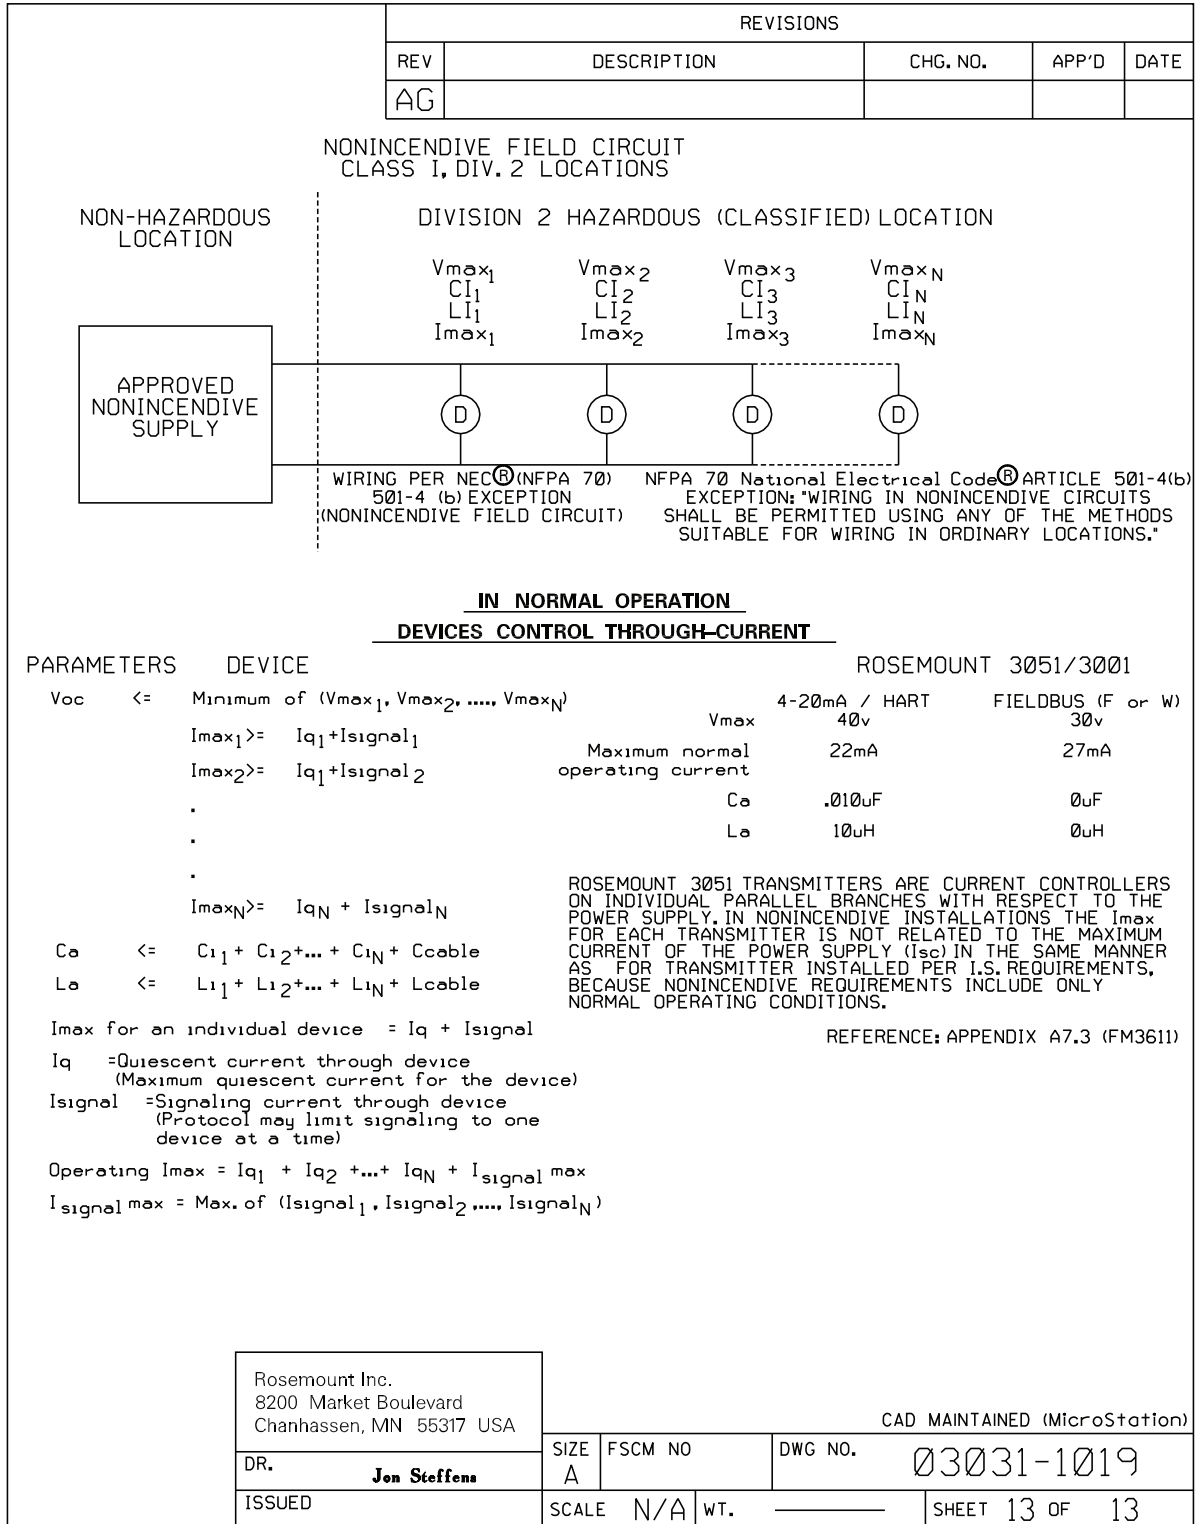 REVISIONS
REV DESCRIPTION CHG. NO. APP'D DATE
AG
NONINCENDIVE FIELD CIRCUIT
CLASS I, DIV. 2 LOCATIONS
NON-HAZARDOUS
LOCATION
DIVISION 2 HAZARDOUS (CLASSIFIED) LOCATION
Vmax1 Vmax2 Vmax3 VmaxN
CI1 CI2 CI3 CIN
LI1 LI2 LI3 LIN
Imax1 Imax2 Imax3 ImaxN
APPROVED
NONINCENDIVE
SUPPLY
D D D D
WIRING PER NEC® (NFPA 70)
501-4 (b) EXCEPTION
(NONINCENDIVE FIELD CIRCUIT)
NFPA 70 National Electrical Code® ARTICLE 501-4(b)
EXCEPTION: "WIRING IN NONINCENDIVE CIRCUITS
SHALL BE PERMITTED USING ANY OF THE METHODS
SUITABLE FOR WIRING IN ORDINARY LOCATIONS."
IN NORMAL OPERATION
DEVICES CONTROL THROUGH-CURRENT
PARAMETERS DEVICE
Voc <= Minimum of (Vmax1, Vmax2, ...., VmaxN)
Imax1>= Iq1+Isignal1
Imax2>= Iq1+Isignal2
.
.
.
ImaxN>= IqN + IsignalN
Ca <= Ci1+ Ci2+... + CiN + Ccable
La <= Li1+ Li2+... + LiN + Lcable
Imax for an individual device = Iq + Isignal
Iq =Quiescent current through device
(Maximum quiescent current for the device)
Isignal =Signaling current through device
(Protocol may limit signaling to one
device at a time)
Operating Imax = Iq1 + Iq2 +...+ IqN + Isignal max
Isignal max = Max. of (Isignal1, Isignal2,...., IsignalN)
ROSEMOUNT 3051/3001
4-20mA / HART FIELDBUS (F or W)
Vmax 40v 30v
Maximum normal 22mA 27mA
operating current
Ca .010uF 0uF
La 10uH 0uH
ROSEMOUNT 3051 TRANSMITTERS ARE CURRENT CONTROLLERS
ON INDIVIDUAL PARALLEL BRANCHES WITH RESPECT TO THE
POWER SUPPLY. IN NONINCENDIVE INSTALLATIONS THE Imax
FOR EACH TRANSMITTER IS NOT RELATED TO THE MAXIMUM
CURRENT OF THE POWER SUPPLY (Isc) IN THE SAME MANNER
AS FOR TRANSMITTER INSTALLED PER I.S. REQUIREMENTS,
BECAUSE NONINCENDIVE REQUIREMENTS INCLUDE ONLY
NORMAL OPERATING CONDITIONS.
REFERENCE: APPENDIX A7.3 (FM3611)
Rosemount Inc.
8200 Market Boulevard
Chanhassen, MN 55317 USA
CAD MAINTAINED (MicroStation)
DR. Jon Steffens
SIZE A FSCM NO DWG NO. 03031-1019
ISSUED
SCALE N/A WT. ——— SHEET 13 OF 13